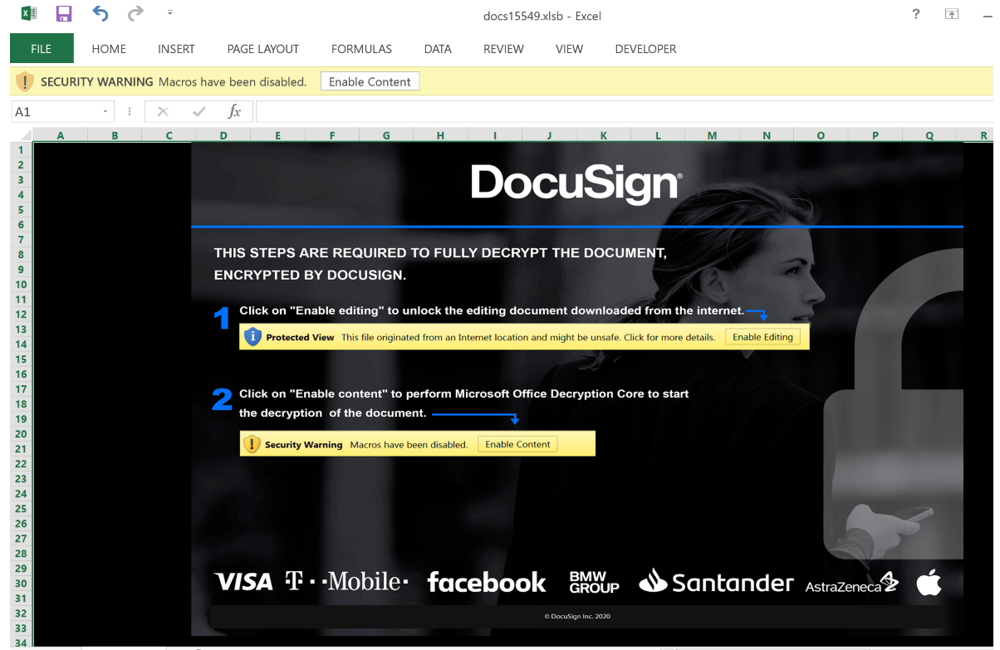 docs15549.xlsb - Excel
?
FILE HOME INSERT PAGE LAYOUT FORMULAS DATA REVIEW VIEW DEVELOPER
! SECURITY WARNING Macros have been disabled. Enable Content
A1 fx
A B C D E F G H I J K L M N O P Q R
1
2
3
4
5
6
7
8
9
10
11
12
13
14
15
16
17
18
19
20
21
22
23
24
25
26
27
28
29
30
31
32
33
34
DocuSign®
THIS STEPS ARE REQUIRED TO FULLY DECRYPT THE DOCUMENT,
ENCRYPTED BY DOCUSIGN.
1 Click on "Enable editing" to unlock the editing document downloaded from the internet.
i Protected View This file originated from an Internet location and might be unsafe. Click for more details. Enable Editing
2 Click on "Enable content" to perform Microsoft Office Decryption Core to start
the decryption of the document.
! Security Warning Macros have been disabled. Enable Content
VISA T··Mobile· facebook BMW GROUP Santander AstraZeneca
© DocuSign Inc. 2020